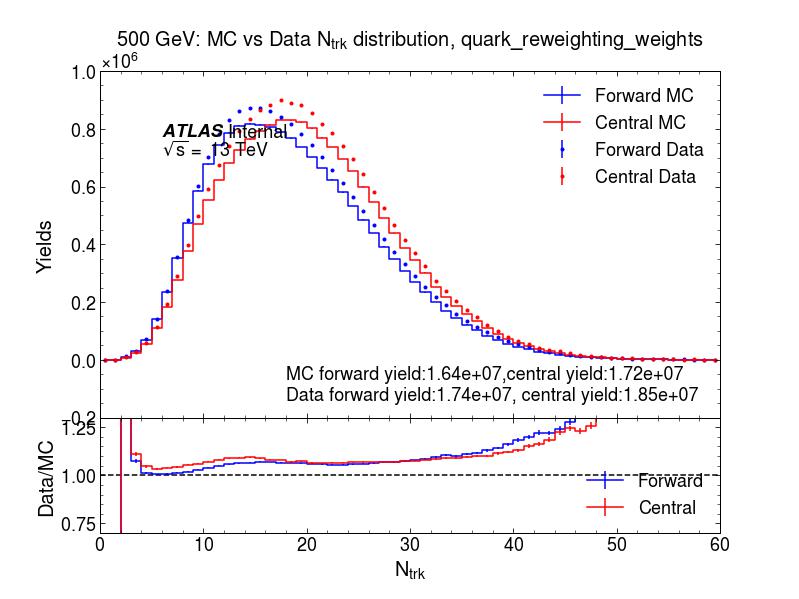 500 GeV: MC vs Data N_trk distribution, quark_reweighting_weights
×10^6
1.0
0.8
0.6
0.4
0.2
0.0
0.2
Yields
ATLAS Internal
√s = 13 TeV
Forward MC
Central MC
Forward Data
Central Data
MC forward yield:1.64e+07,central yield:1.72e+07
Data forward yield:1.74e+07, central yield:1.85e+07
1.25
1.00
0.75
Data/MC
Forward
Central
0 10 20 30 40 50 60
N_trk